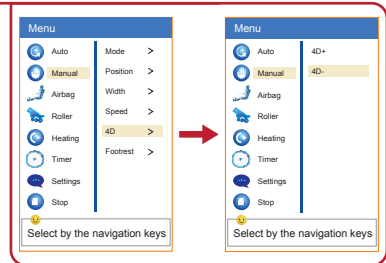 Menu
Auto
Manual
Airbag
Roller
Heating
Timer
Settings
Stop
Mode >
Position >
Width >
Speed >
4D >
Footrest >
Select by the navigation keys
Menu
Auto
Manual
Airbag
Roller
Heating
Timer
Settings
Stop
4D+
4D-
Select by the navigation keys